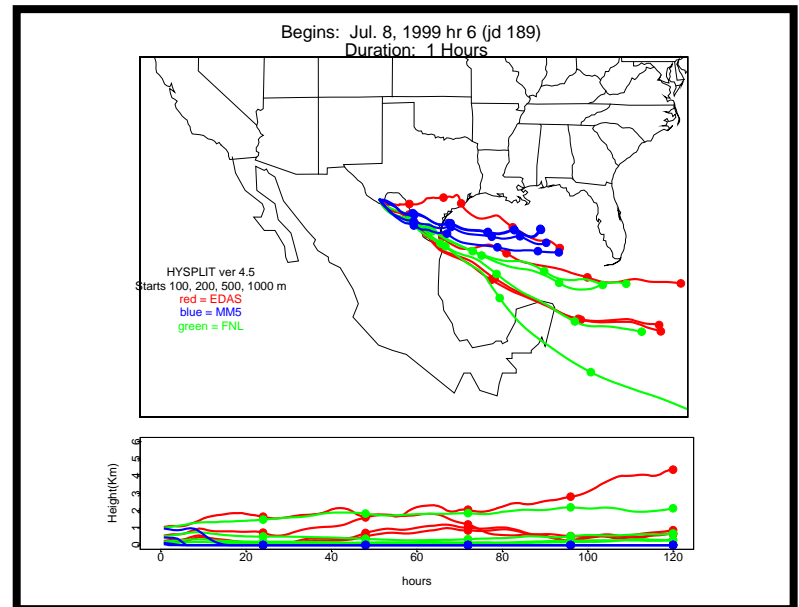 Begins: Jul. 8, 1999 hr 6 (jd 189)
Duration: 1 Hours
HYSPLIT ver 4.5
Starts 100, 200, 500, 1000 m
red = EDAS
blue = MM5
green = FNL
Height(Km)
6
5
4
3
2
1
0
0 20 40 60 80 100 120
hours